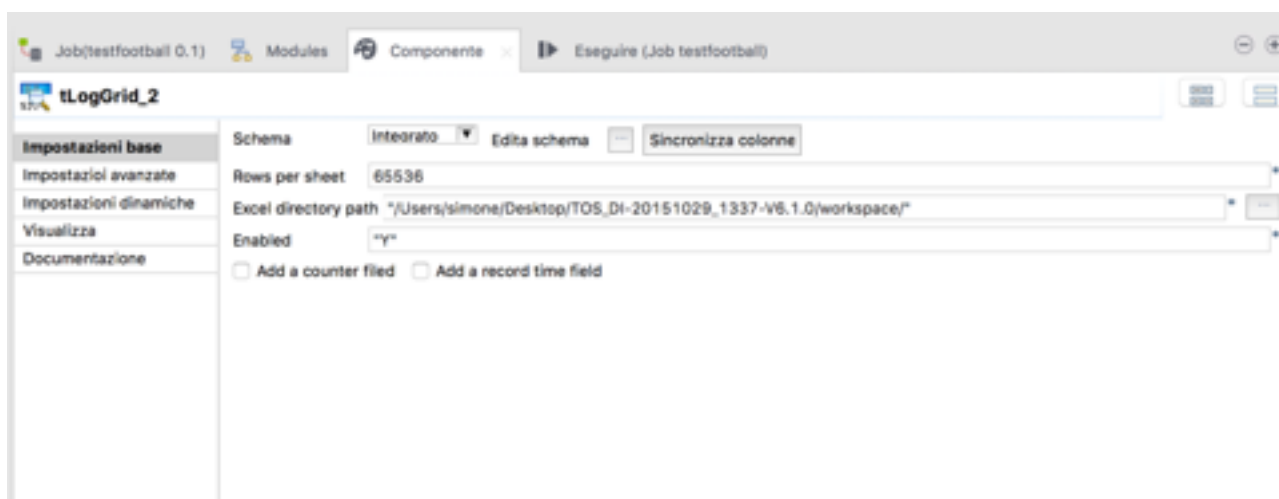 Job(testfootball 0.1) Modules Componente Eseguire (Job testfootball)
tLogGrid_2
Impostazioni base
Impostaziol avanzate
Impostazioni dinamiche
Visualizza
Documentazione
Schema Integrato Edita schema ... Sincronizza colonne
Rows per sheet 65536 *
Excel directory path "/Users/simone/Desktop/TOS_DI-20151029_1337-V6.1.0/workspace/" * ...
Enabled "Y" *
Add a counter filed Add a record time field